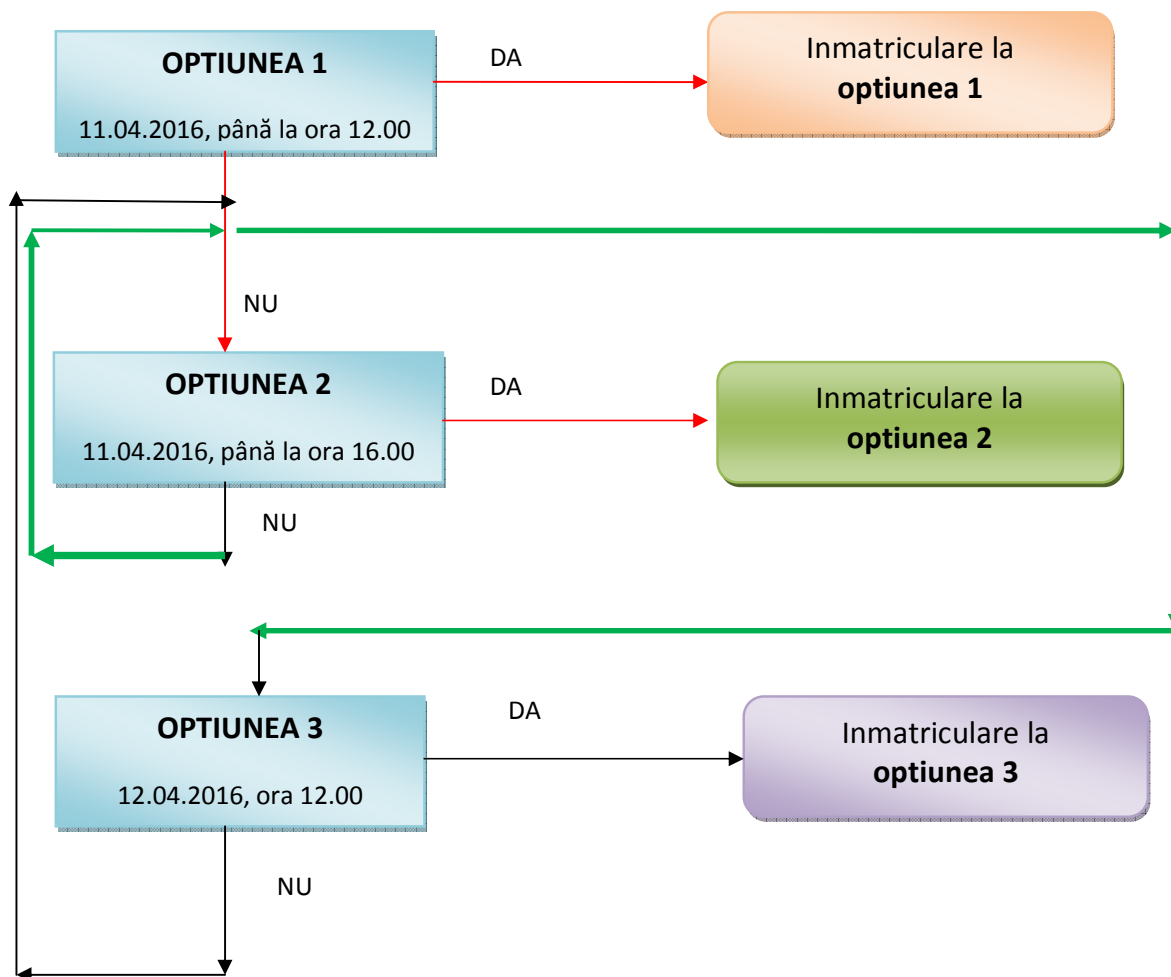 OPTIUNEA 1
11.04.2016, până la ora 12.00
DA
Inmatriculare la
optiunea 1
NU
OPTIUNEA 2
11.04.2016, până la ora 16.00
DA
Inmatriculare la
optiunea 2
NU
OPTIUNEA 3
12.04.2016, ora 12.00
DA
Inmatriculare la
optiunea 3
NU